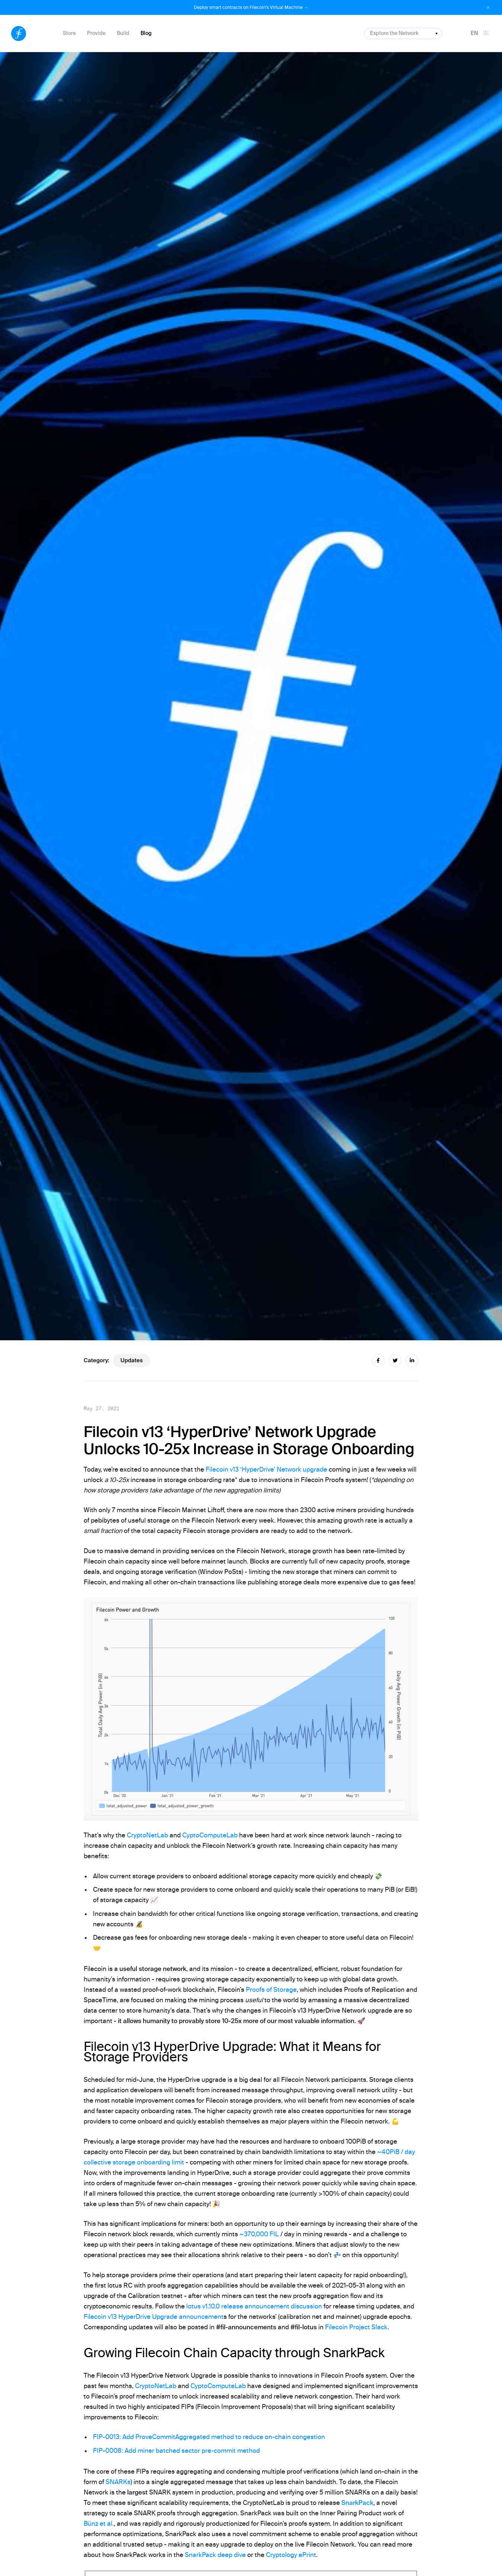 Deploy smart contracts on Filecoin's Virtual Machine →
Store Provide Build Blog Explore the Network EN
Category: Updates
May 27, 2021
Filecoin v13 ‘HyperDrive’ Network Upgrade
Unlocks 10-25x Increase in Storage Onboarding
Today, we're excited to announce that the Filecoin v13 ‘HyperDrive’ Network upgrade coming in just a few weeks will
unlock a 10-25x increase in storage onboarding rate* due to innovations in Filecoin Proofs system! (*depending on
how storage providers take advantage of the new aggregation limits)
With only 7 months since Filecoin Mainnet Liftoff, there are now more than 2300 active miners providing hundreds
of pebibytes of useful storage on the Filecoin Network every week. However, this amazing growth rate is actually a
small fraction of the total capacity Filecoin storage providers are ready to add to the network.
Due to massive demand in providing services on the Filecoin Network, storage growth has been rate-limited by
Filecoin chain capacity since well before mainnet launch. Blocks are currently full of new capacity proofs, storage
deals, and ongoing storage verification (Window PoSts) - limiting the new storage that miners can commit to
Filecoin, and making all other on-chain transactions like publishing storage deals more expensive due to gas fees!
Filecoin Power and Growth
Total Daily Avg Power (in PiB)
Daily Avg Power Growth (in PiB)
6k 5k 4k 3k 2k 1k 0k
100 80 60 40 20 0
Dec '20 Jan '21 Feb '21 Mar '21 Apr '21 May '21
total_adjusted_power total_adjusted_power_growth
That's why the CryptoNetLab and CyptoComputeLab have been hard at work since network launch - racing to
increase chain capacity and unblock the Filecoin Network's growth rate. Increasing chain capacity has many
benefits:
• Allow current storage providers to onboard additional storage capacity more quickly and cheaply 💸
• Create space for new storage providers to come onboard and quickly scale their operations to many PiB (or EiB!)
of storage capacity 📈
• Increase chain bandwidth for other critical functions like ongoing storage verification, transactions, and creating
new accounts 💰
• Decrease gas fees for onboarding new storage deals - making it even cheaper to store useful data on Filecoin!
🤝
Filecoin is a useful storage network, and its mission - to create a decentralized, efficient, robust foundation for
humanity's information - requires growing storage capacity exponentially to keep up with global data growth.
Instead of a wasted proof-of-work blockchain, Filecoin's Proofs of Storage, which includes Proofs of Replication and
SpaceTime, are focused on making the mining process useful to the world by amassing a massive decentralized
data center to store humanity's data. That's why the changes in Filecoin's v13 HyperDrive Network upgrade are so
important - it allows humanity to provably store 10-25x more of our most valuable information. 🚀
Filecoin v13 HyperDrive Upgrade: What it Means for
Storage Providers
Scheduled for mid-June, the HyperDrive upgrade is a big deal for all Filecoin Network participants. Storage clients
and application developers will benefit from increased message throughput, improving overall network utility - but
the most notable improvement comes for Filecoin storage providers, who will benefit from new economies of scale
and faster capacity onboarding rates. The higher capacity growth rate also creates opportunities for new storage
providers to come onboard and quickly establish themselves as major players within the Filecoin network. 💪
Previously, a large storage provider may have had the resources and hardware to onboard 100PiB of storage
capacity onto Filecoin per day, but been constrained by chain bandwidth limitations to stay within the ~40PiB / day
collective storage onboarding limit - competing with other miners for limited chain space for new storage proofs.
Now, with the improvements landing in HyperDrive, such a storage provider could aggregate their prove commits
into orders of magnitude fewer on-chain messages - growing their network power quickly while saving chain space.
If all miners followed this practice, the current storage onboarding rate (currently >100% of chain capacity) could
take up less than 5% of new chain capacity! 🎉
This has significant implications for miners: both an opportunity to up their earnings by increasing their share of the
Filecoin network block rewards, which currently mints ~370,000 FIL / day in mining rewards - and a challenge to
keep up with their peers in taking advantage of these new optimizations. Miners that adjust slowly to the new
operational practices may see their allocations shrink relative to their peers - so don't 💤 on this opportunity!
To help storage providers prime their operations (and start preparing their latent capacity for rapid onboarding!),
the first lotus RC with proofs aggregation capabilities should be available the week of 2021-05-31 along with an
upgrade of the Calibration testnet - after which miners can test the new proofs aggregation flow and its
cryptoeconomic results. Follow the lotus v1.10.0 release announcement discussion for release timing updates, and
Filecoin v13 HyperDrive Upgrade announcements for the networks' (calibration net and mainnet) upgrade epochs.
Corresponding updates will also be posted in #fil-announcements and #fil-lotus in Filecoin Project Slack.
Growing Filecoin Chain Capacity through SnarkPack
The Filecoin v13 HyperDrive Network Upgrade is possible thanks to innovations in Filecoin Proofs system. Over the
past few months, CryptoNetLab and CyptoComputeLab have designed and implemented significant improvements
to Filecoin's proof mechanism to unlock increased scalability and relieve network congestion. Their hard work
resulted in two highly anticipated FIPs (Filecoin Improvement Proposals) that will bring significant scalability
improvements to Filecoin:
• FIP-0013: Add ProveCommitAggregated method to reduce on-chain congestion
• FIP-0008: Add miner batched sector pre-commit method
The core of these FIPs requires aggregating and condensing multiple proof verifications (which land on-chain in the
form of SNARKs) into a single aggregated message that takes up less chain bandwidth. To date, the Filecoin
Network is the largest SNARK system in production, producing and verifying over 5 million SNARKs on a daily basis!
To meet these significant scalability requirements, the CryptoNetLab is proud to release SnarkPack, a novel
strategy to scale SNARK proofs through aggregation. SnarkPack was built on the Inner Pairing Product work of
Bünz et al., and was rapidly and rigorously productionized for Filecoin's proofs system. In addition to significant
performance optimizations, SnarkPack also uses a novel commitment scheme to enable proof aggregation without
an additional trusted setup - making it an easy upgrade to deploy on the live Filecoin Network. You can read more
about how SnarkPack works in the SnarkPack deep dive or the Cryptology ePrint.